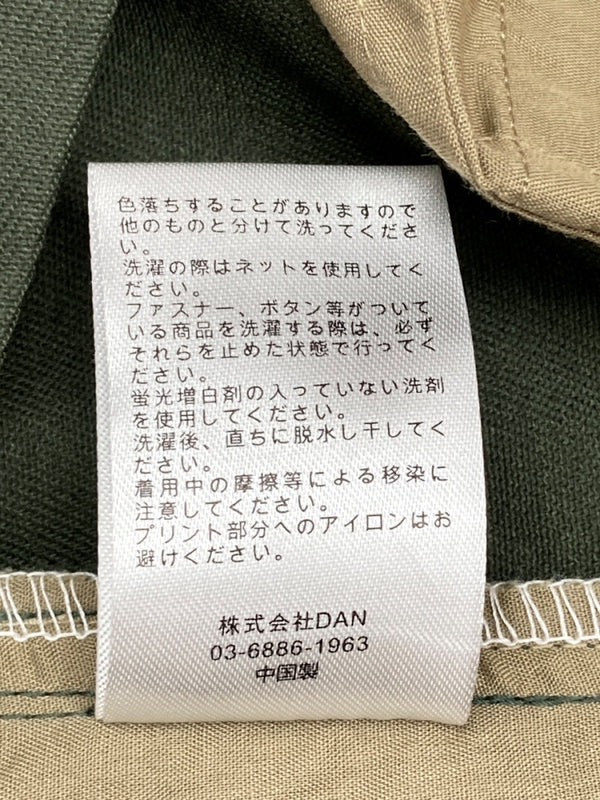 色落ちすることがありますので
他のものと分けて洗ってくださ
い。
洗濯の際はネットを使用してく
ださい。
ファスナー、ボタン等がついて
いる商品を洗濯する際は、必ず
それらを止めた状態で行ってく
ださい。
蛍光増白剤の入っていない洗剤
を使用してください。
洗濯後、直ちに脱水し干してく
ださい。
着用中の摩擦等による移染に
注意してください。
プリント部分へのアイロンはお
避けください。
株式会社DAN
03-6886-1963
中国製